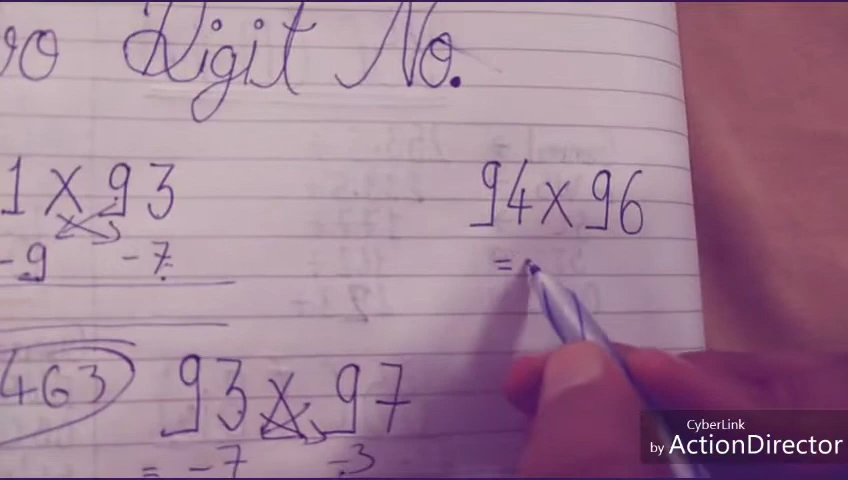 Digit No.
1 X 93
-9 -7
463
93 X 97
= -7 -3
94 X 96
=
CyberLink
by ActionDirector